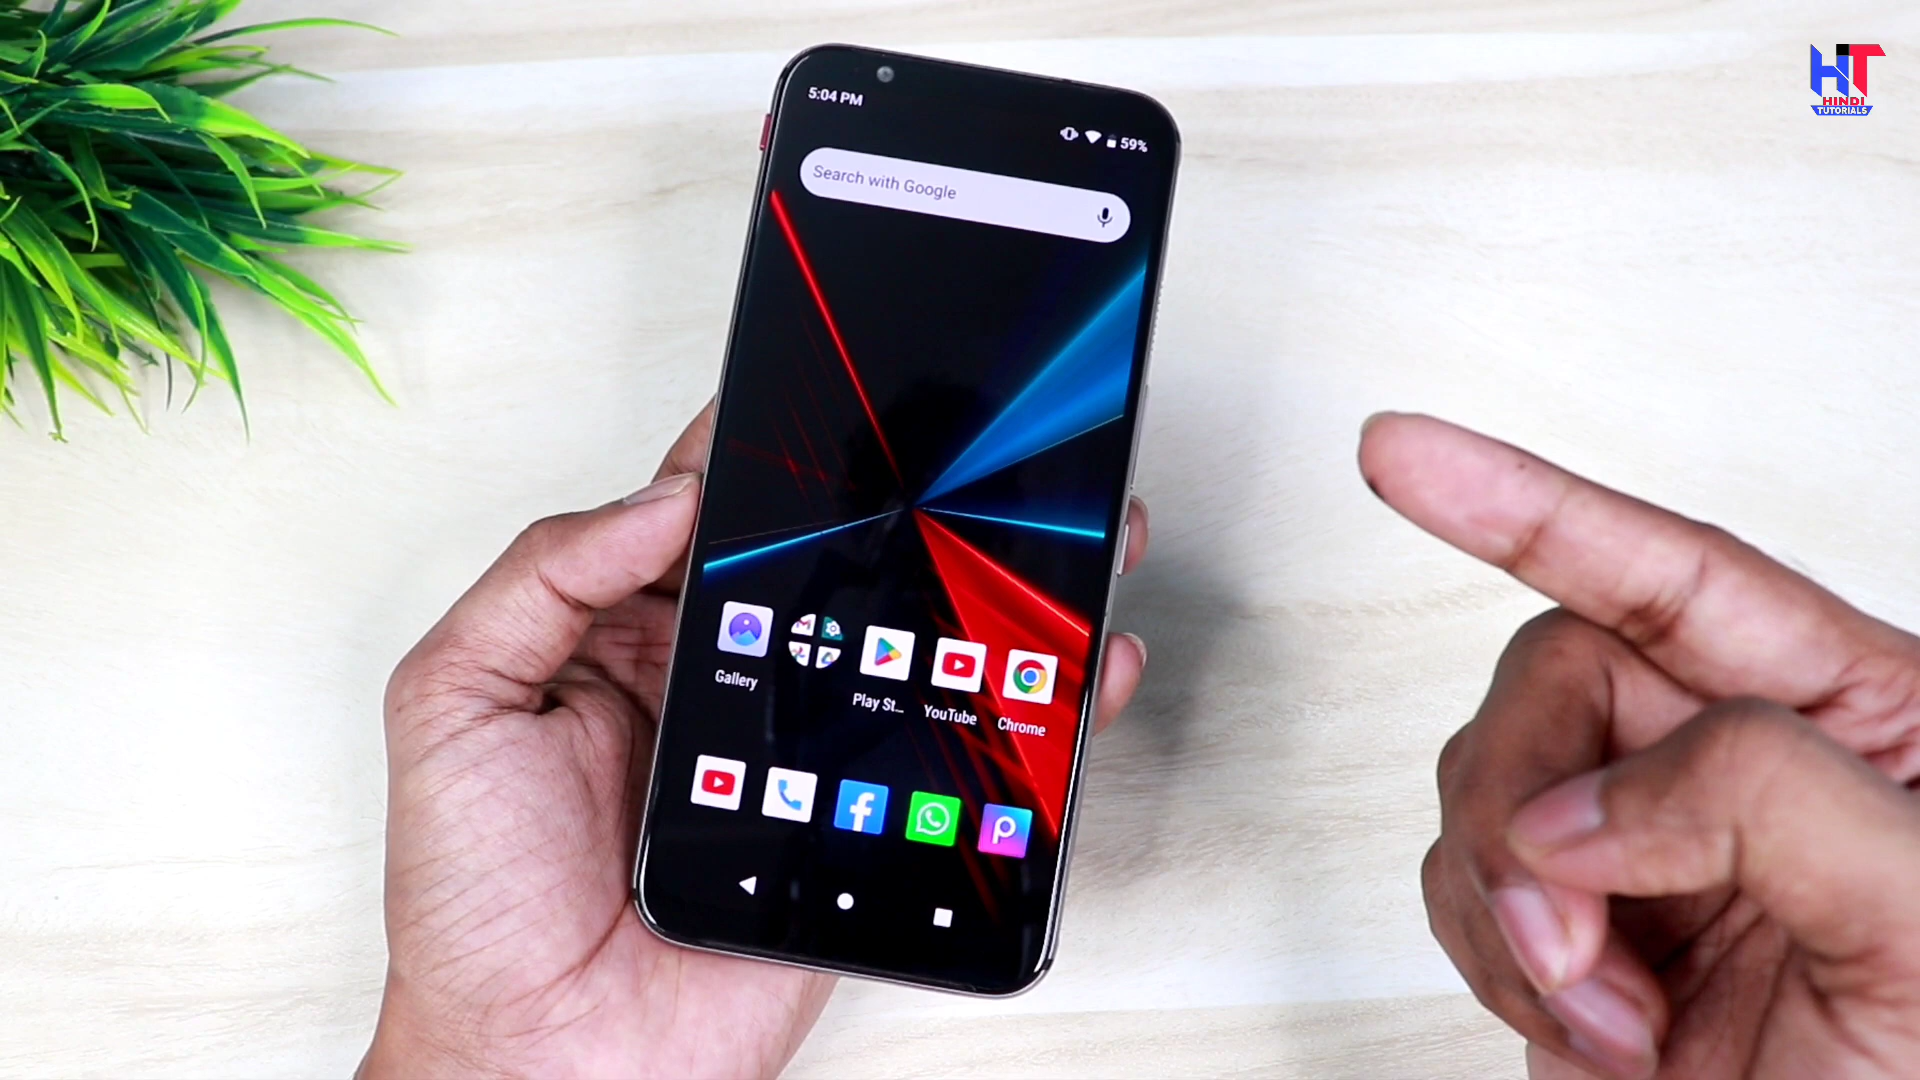 HT
HINDI
TUTORIALS
5:04 PM
59%
Search with Google
Gallery
Play St...
YouTube
Chrome